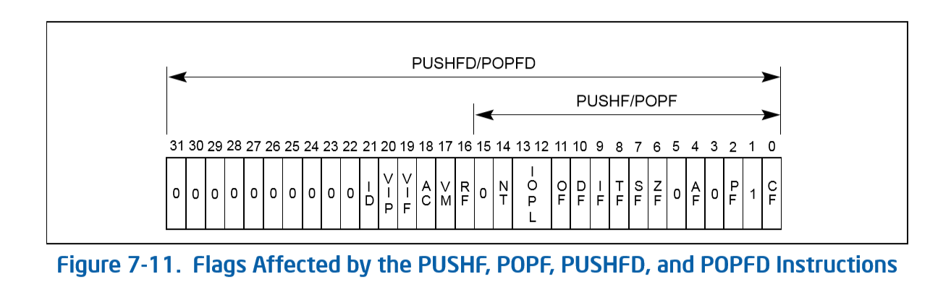 PUSHFD/POPFD
PUSHF/POPF
31 30 29 28 27 26 25 24 23 22 21 20 19 18 17 16 15 14 13 12 11 10 9 8 7 6 5 4 3 2 1 0
0 0 0 0 0 0 0 0 0 0 ID VIP VIF AC VM RF 0 NT IOPL OF DF IF TF SF ZF 0 AF 0 PF 1 CF
Figure 7-11. Flags Affected by the PUSHF, POPF, PUSHFD, and POPFD Instructions